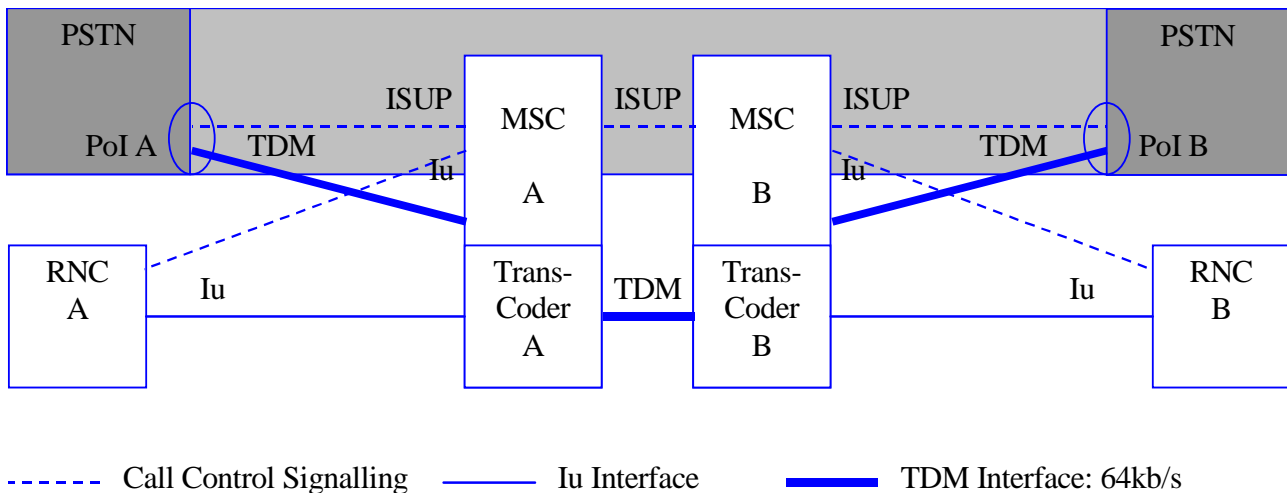 PSTN
PSTN
ISUP
ISUP
ISUP
MSC
A
MSC
B
PoI A
TDM
TDM
PoI B
Iu
Iu
RNC
A
Iu
Trans-
Coder
A
TDM
Trans-
Coder
B
Iu
RNC
B
Call Control Signalling
Iu Interface
TDM Interface: 64kb/s